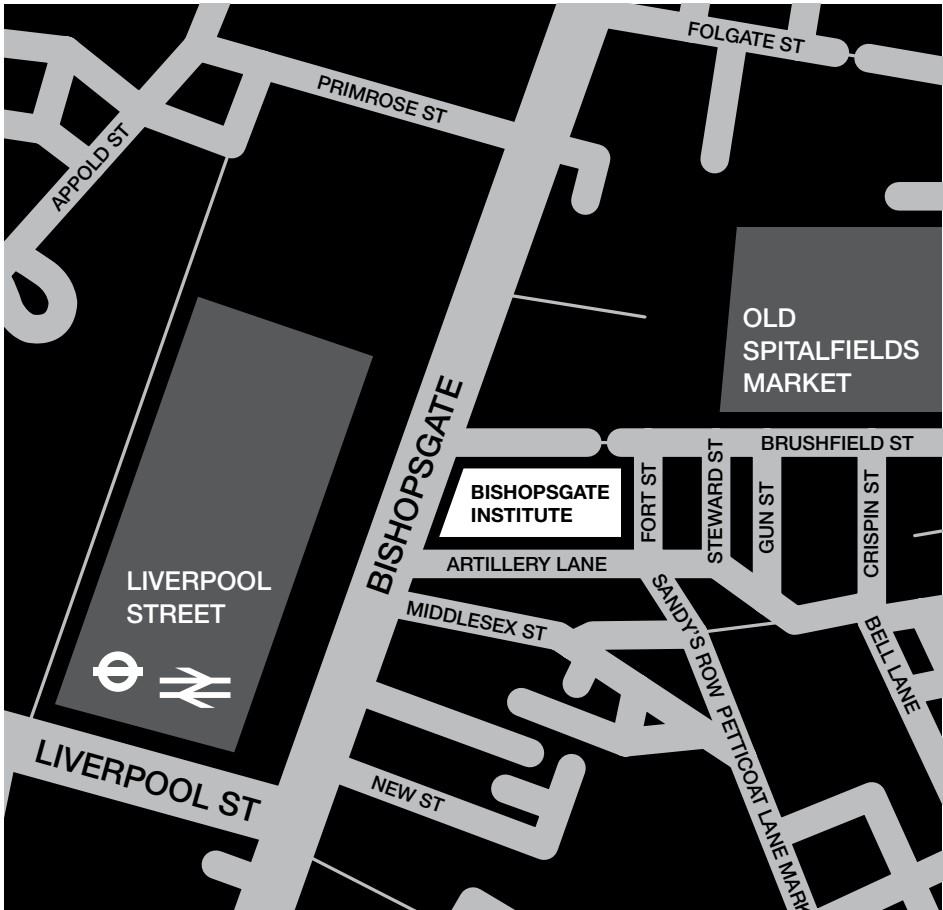 FOLGATE ST
PRIMROSE ST
APPOLD ST
OLD
SPITALFIELDS
MARKET
BISHOPSGATE
BRUSHFIELD ST
BISHOPSGATE
INSTITUTE
FORT ST
STEWARD ST
GUN ST
CRISPIN ST
ARTILLERY LANE
LIVERPOOL
STREET
MIDDLESEX ST
SANDY'S ROW
BELL LANE
PETTICOAT LANE MARK
LIVERPOOL ST
NEW ST